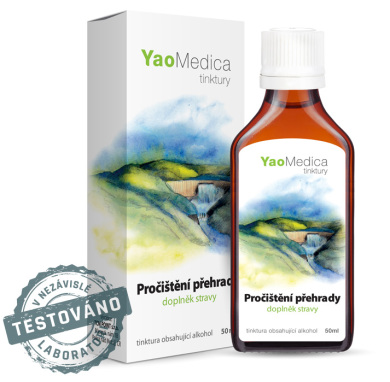 YaoMedica
tinktury
Pročištění přehrady
doplněk stravy
tinktura obsahující alkohol 50ml
YaoMedica
tinktury
Pročištění přehrady
doplněk stravy
tinktura obsahující alkohol 50ml
V NEZÁVISLÉ
TESTOVÁNO
LABORATOŘI